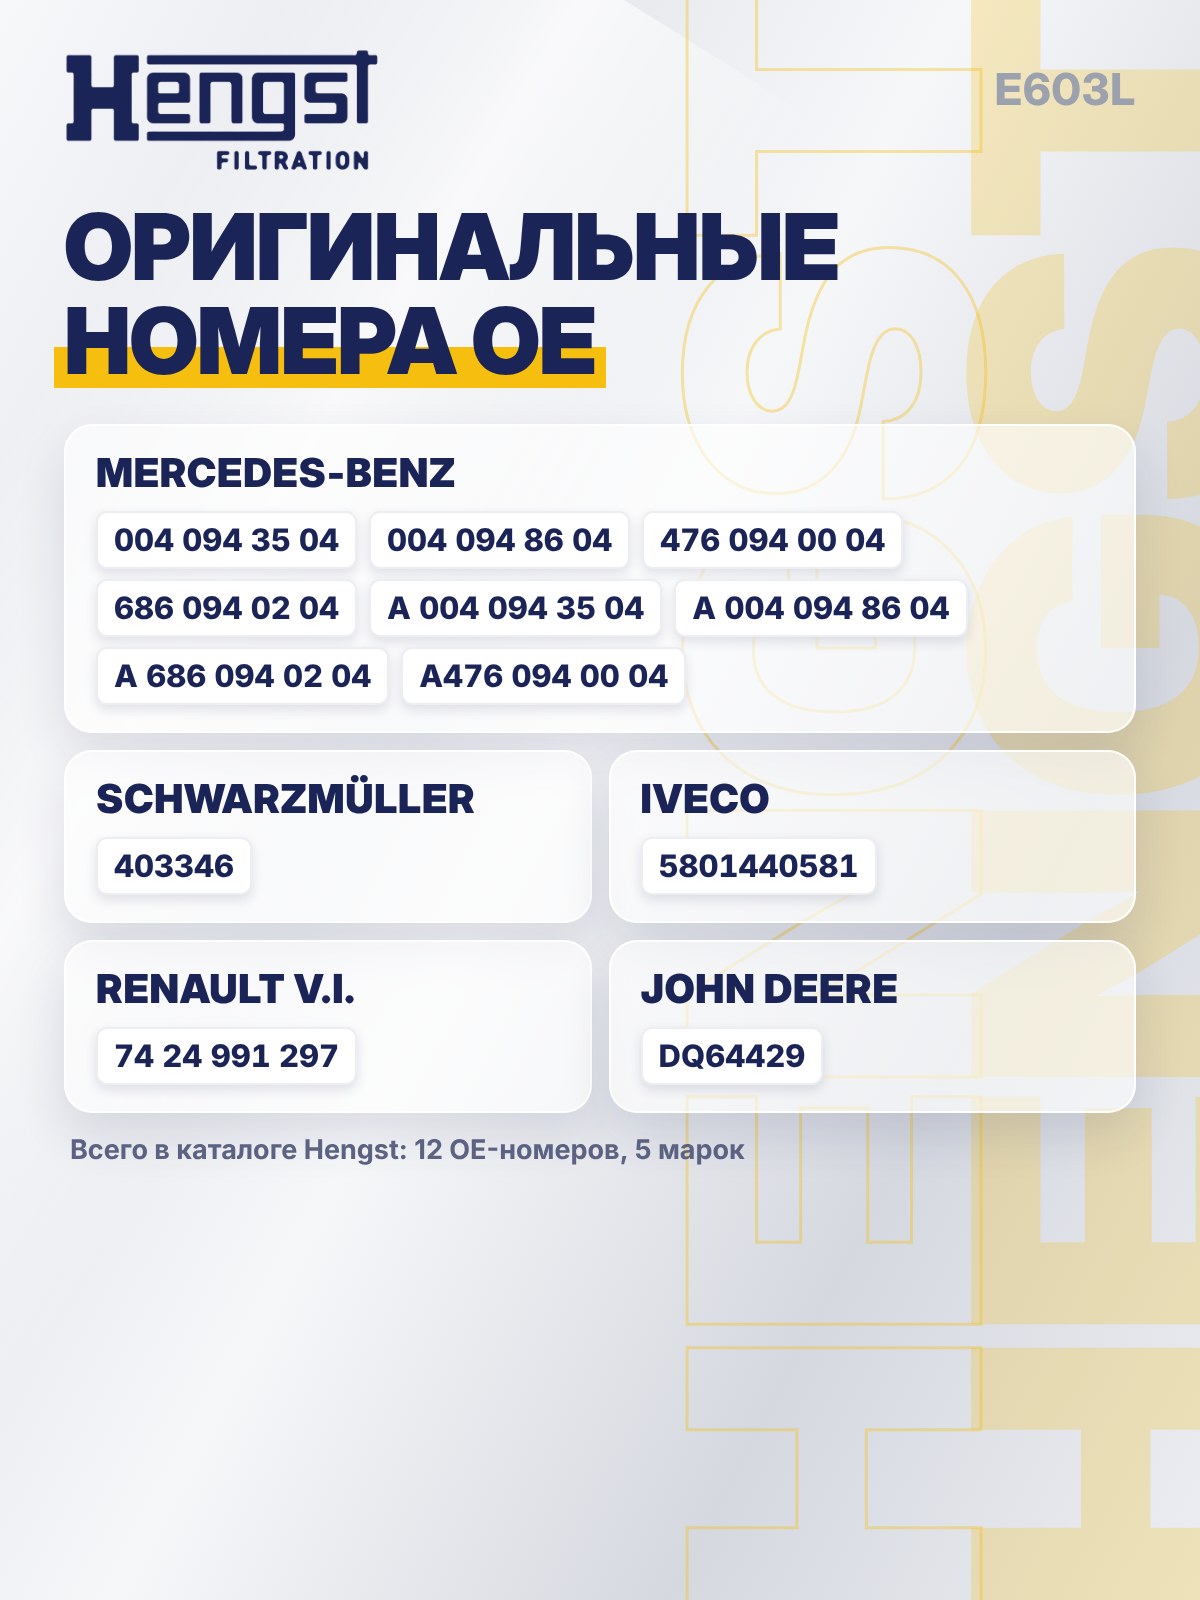 Hengst
FILTRATION
E603L
ОРИГИНАЛЬНЫЕ
НОМЕРА OE
MERCEDES-BENZ
004 094 35 04 004 094 86 04 476 094 00 04
686 094 02 04 A 004 094 35 04 A 004 094 86 04
A 686 094 02 04 A476 094 00 04
SCHWARZMÜLLER
403346
IVECO
5801440581
RENAULT V.I.
74 24 991 297
JOHN DEERE
DQ64429
Всего в каталоге Hengst: 12 OE-номеров, 5 марок
HENGST
HENGST